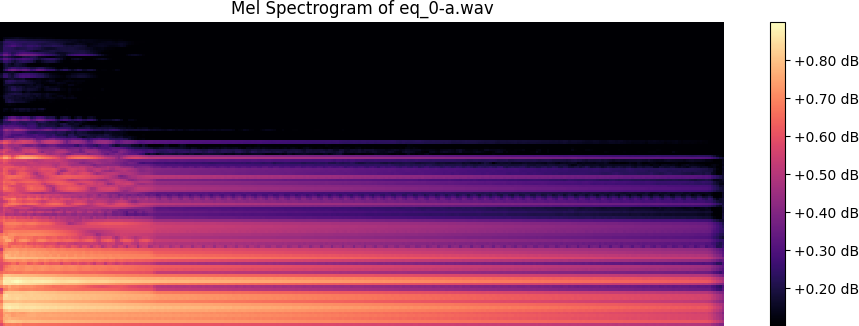 Mel Spectrogram of eq_0-a.wav
+0.80 dB
+0.70 dB
+0.60 dB
+0.50 dB
+0.40 dB
+0.30 dB
+0.20 dB